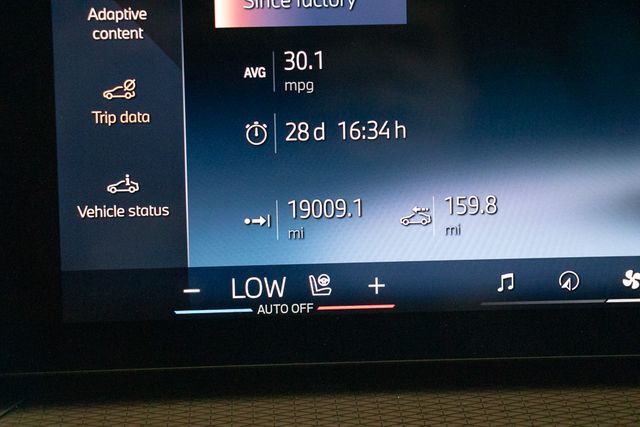 Since factory
Adaptive
content
AVG 30.1
mpg
Trip data
28 d 16:34 h
Vehicle status
19009.1
mi
159.8
mi
− LOW +
AUTO OFF